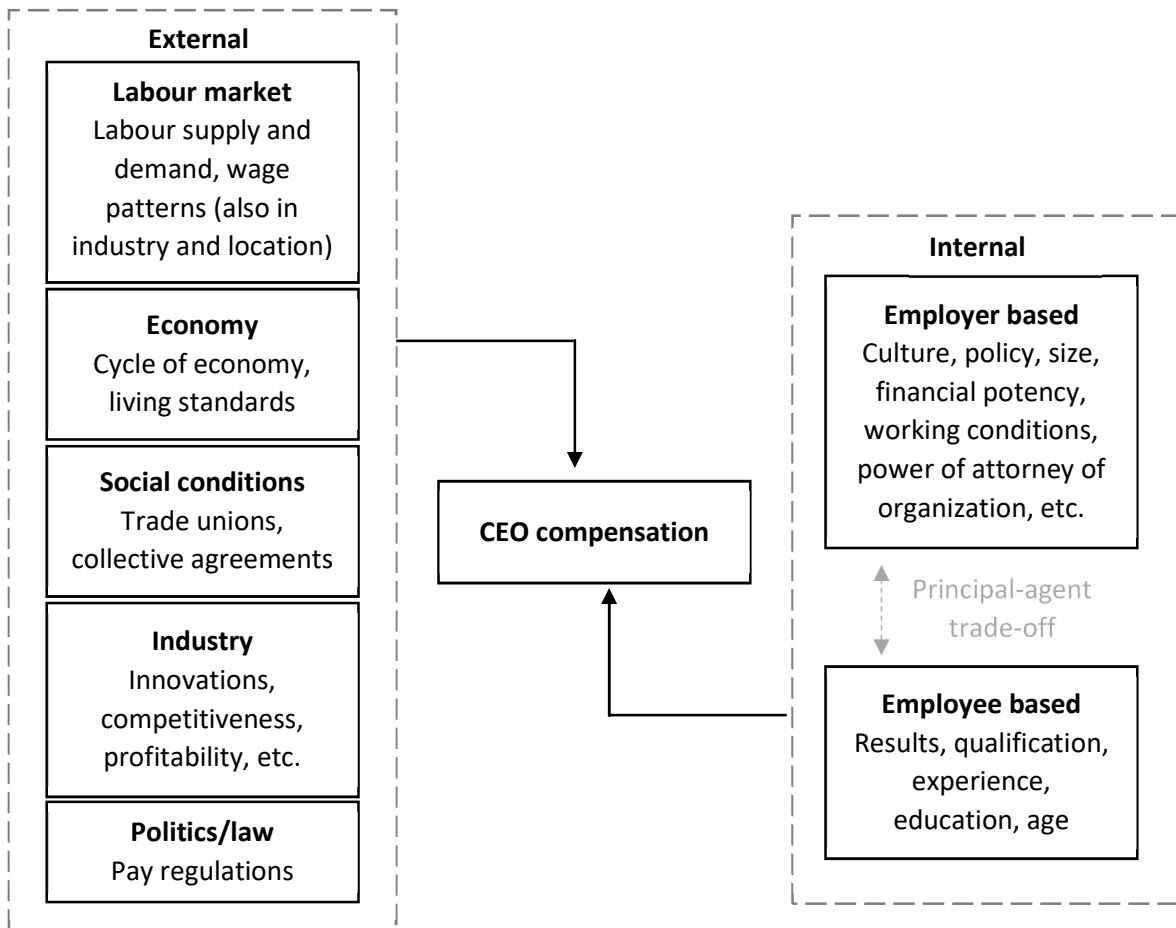 External
Labour market
Labour supply and
demand, wage
patterns (also in
industry and location)
Economy
Cycle of economy,
living standards
Social conditions
Trade unions,
collective agreements
Industry
Innovations,
competitiveness,
profitability, etc.
Politics/law
Pay regulations
CEO compensation
Internal
Employer based
Culture, policy, size,
financial potency,
working conditions,
power of attorney of
organization, etc.
Principal-agent
trade-off
Employee based
Results, qualification,
experience,
education, age